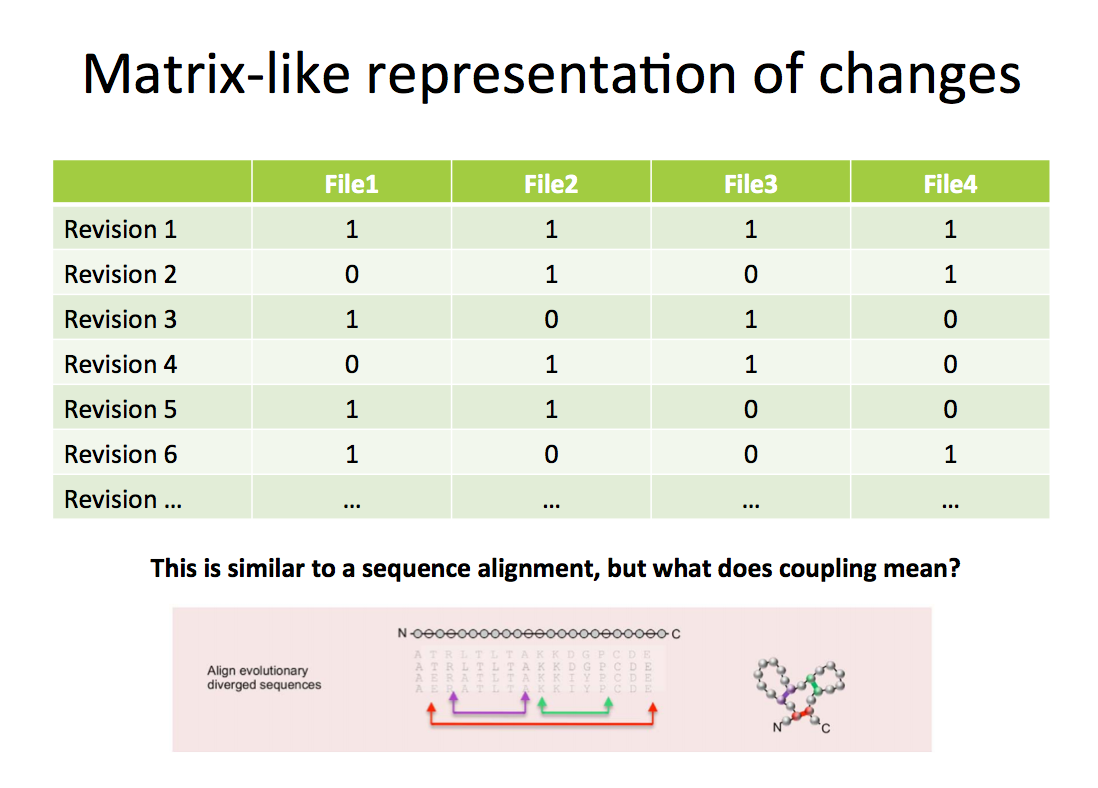 Matrix-like representation of changes
File1 File2 File3 File4
Revision 1 1 1 1 1
Revision 2 0 1 0 1
Revision 3 1 0 1 0
Revision 4 0 1 1 0
Revision 5 1 1 0 0
Revision 6 1 0 0 1
Revision ... ... ... ... ...
This is similar to a sequence alignment, but what does coupling mean?
N C
Align evolutionary
diverged sequences
A T R L T L T A K K D G P C D E
A T R L T L T A K K D G P C D E
A E R A T L T A K K I Y P C D E
A E R A T L T A K K I Y P C D E
N C